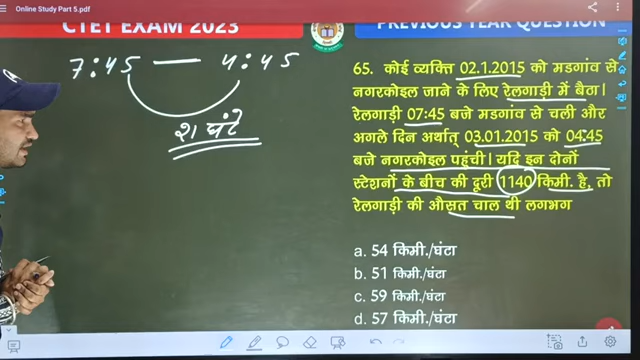 Online Study Part 5.pdf
CTET EXAM 2023
PREVIOUS YEAR QUESTION
7:45 — 4:45
21 घंटे
65. कोई व्यक्ति 02.1.2015 को मडगांव से
नगरकोइल जाने के लिए रेलगाड़ी में बैठा।
रेलगाड़ी 07:45 बजे मडगांव से चली और
अगले दिन अर्थात् 03.01.2015 को 04:45
बजे नगरकोइल पहुंची। यदि इन दोनों
स्टेशनों के बीच की दूरी 1140 किमी. है, तो
रेलगाड़ी की औसत चाल थी लगभग
a. 54 किमी./घंटा
b. 51 किमी./घंटा
c. 59 किमी./घंटा
d. 57 किमी./घंटा